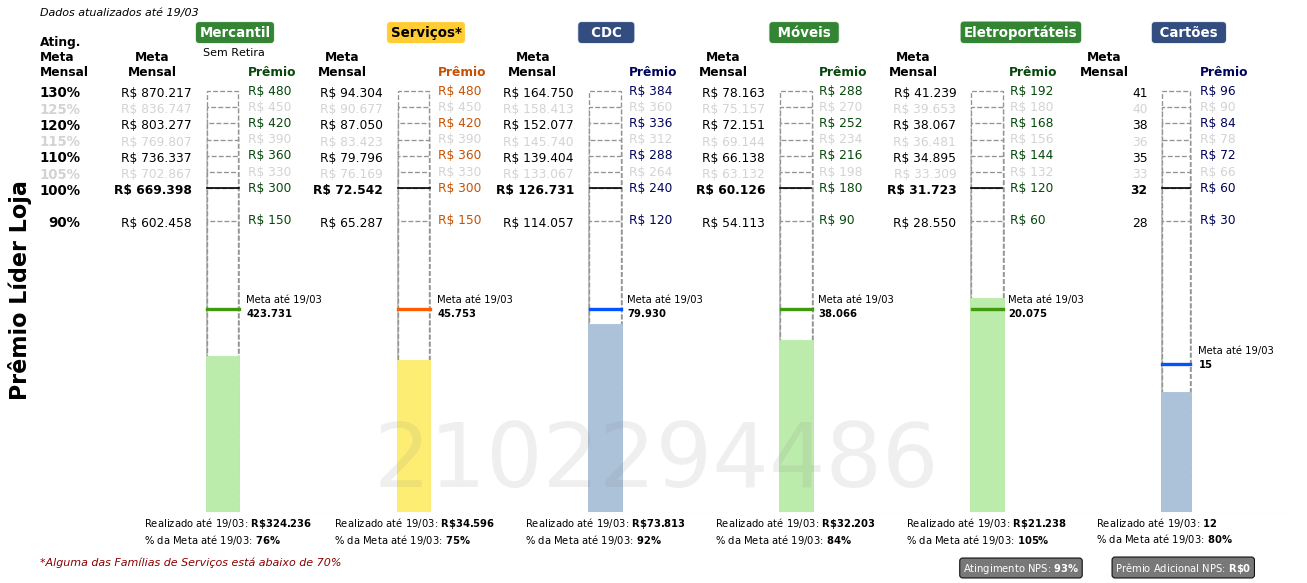 Dados atualizados até 19/03
Mercantil Serviços* CDC Móveis Eletroportáteis Cartões
Sem Retira
Ating. Meta Mensal Meta Mensal Prêmio Meta Mensal Prêmio Meta Mensal Prêmio Meta Mensal Prêmio Meta Mensal Prêmio Meta Mensal Prêmio
130% R$ 870.217 R$ 480 R$ 94.304 R$ 480 R$ 164.750 R$ 384 R$ 78.163 R$ 288 R$ 41.239 R$ 192 41 R$ 96
125% R$ 836.747 R$ 450 R$ 90.677 R$ 450 R$ 158.413 R$ 360 R$ 75.157 R$ 270 R$ 39.653 R$ 180 40 R$ 90
120% R$ 803.277 R$ 420 R$ 87.050 R$ 420 R$ 152.077 R$ 336 R$ 72.151 R$ 252 R$ 38.067 R$ 168 38 R$ 84
115% R$ 769.807 R$ 390 R$ 83.423 R$ 390 R$ 145.740 R$ 312 R$ 69.144 R$ 234 R$ 36.481 R$ 156 36 R$ 78
110% R$ 736.337 R$ 360 R$ 79.796 R$ 360 R$ 139.404 R$ 288 R$ 66.138 R$ 216 R$ 34.895 R$ 144 35 R$ 72
105% R$ 702.867 R$ 330 R$ 76.169 R$ 330 R$ 133.067 R$ 264 R$ 63.132 R$ 198 R$ 33.309 R$ 132 33 R$ 66
100% R$ 669.398 R$ 300 R$ 72.542 R$ 300 R$ 126.731 R$ 240 R$ 60.126 R$ 180 R$ 31.723 R$ 120 32 R$ 60
90% R$ 602.458 R$ 150 R$ 65.287 R$ 150 R$ 114.057 R$ 120 R$ 54.113 R$ 90 R$ 28.550 R$ 60 28 R$ 30
Prêmio Líder Loja
Meta até 19/03 Meta até 19/03 Meta até 19/03 Meta até 19/03 Meta até 19/03
423.731 45.753 79.930 38.066 20.075
Meta até 19/03
15
2102294486
Realizado até 19/03: R$324.236 Realizado até 19/03: R$34.596 Realizado até 19/03: R$73.813 Realizado até 19/03: R$32.203 Realizado até 19/03: R$21.238 Realizado até 19/03: 12
% da Meta até 19/03: 76% % da Meta até 19/03: 75% % da Meta até 19/03: 92% % da Meta até 19/03: 84% % da Meta até 19/03: 105% % da Meta até 19/03: 80%
*Alguma das Famílias de Serviços está abaixo de 70% Atingimento NPS: 93% Prêmio Adicional NPS: R$0